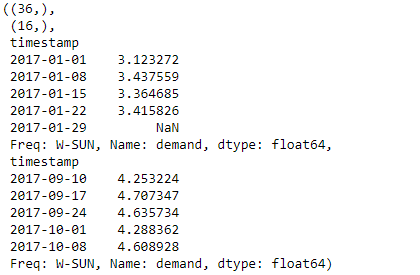 ((36,),
 (16,),
 timestamp
 2017-01-01    3.123272
 2017-01-08    3.437559
 2017-01-15    3.364685
 2017-01-22    3.415826
 2017-01-29         NaN
 Freq: W-SUN, Name: demand, dtype: float64,
 timestamp
 2017-09-10    4.253224
 2017-09-17    4.707347
 2017-09-24    4.635734
 2017-10-01    4.288362
 2017-10-08    4.608928
 Freq: W-SUN, Name: demand, dtype: float64)